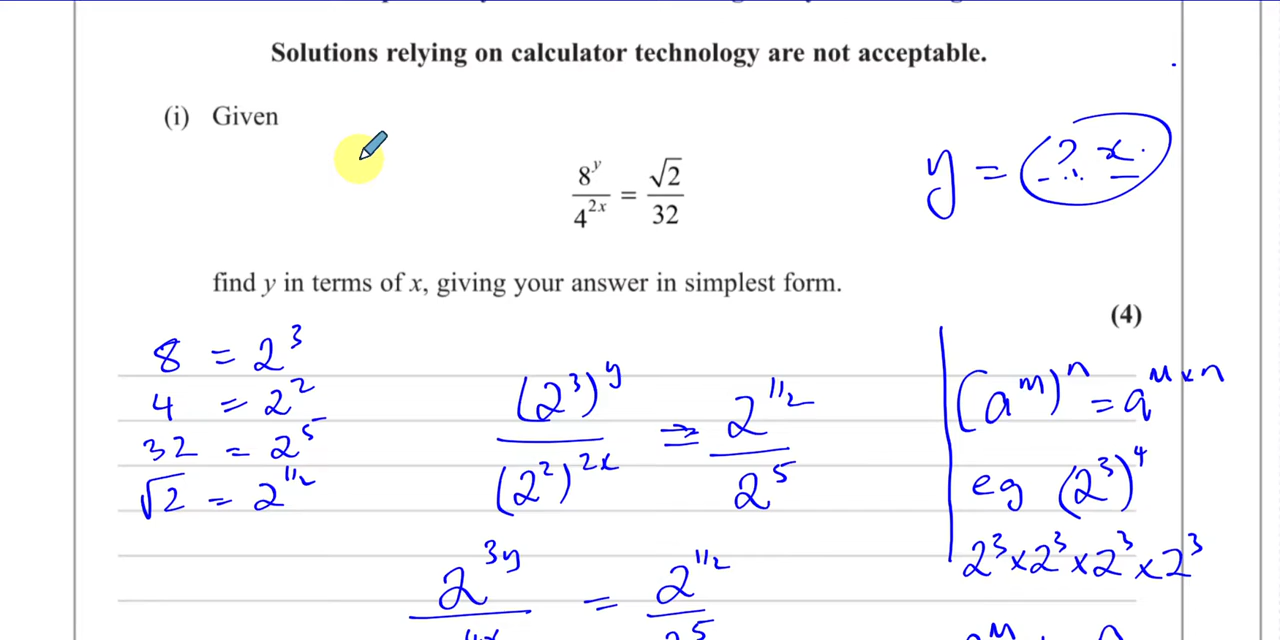 Solutions relying on calculator technology are not acceptable.
(i) Given
8^y / 4^{2x} = √2 / 32
y = (? x.
find y in terms of x, giving your answer in simplest form.
(4)
8 = 2^3
4 = 2^2
32 = 2^5
√2 = 2^{1/2}
(2^3)^y / (2^2)^{2x} = 2^{1/2} / 2^5
2^{3y} / 4x = 2^{1/2} / 2^5
(a^m)^n = a^{m×n}
eg (2^3)^4
2^3 × 2^3 × 2^3 × 2^3